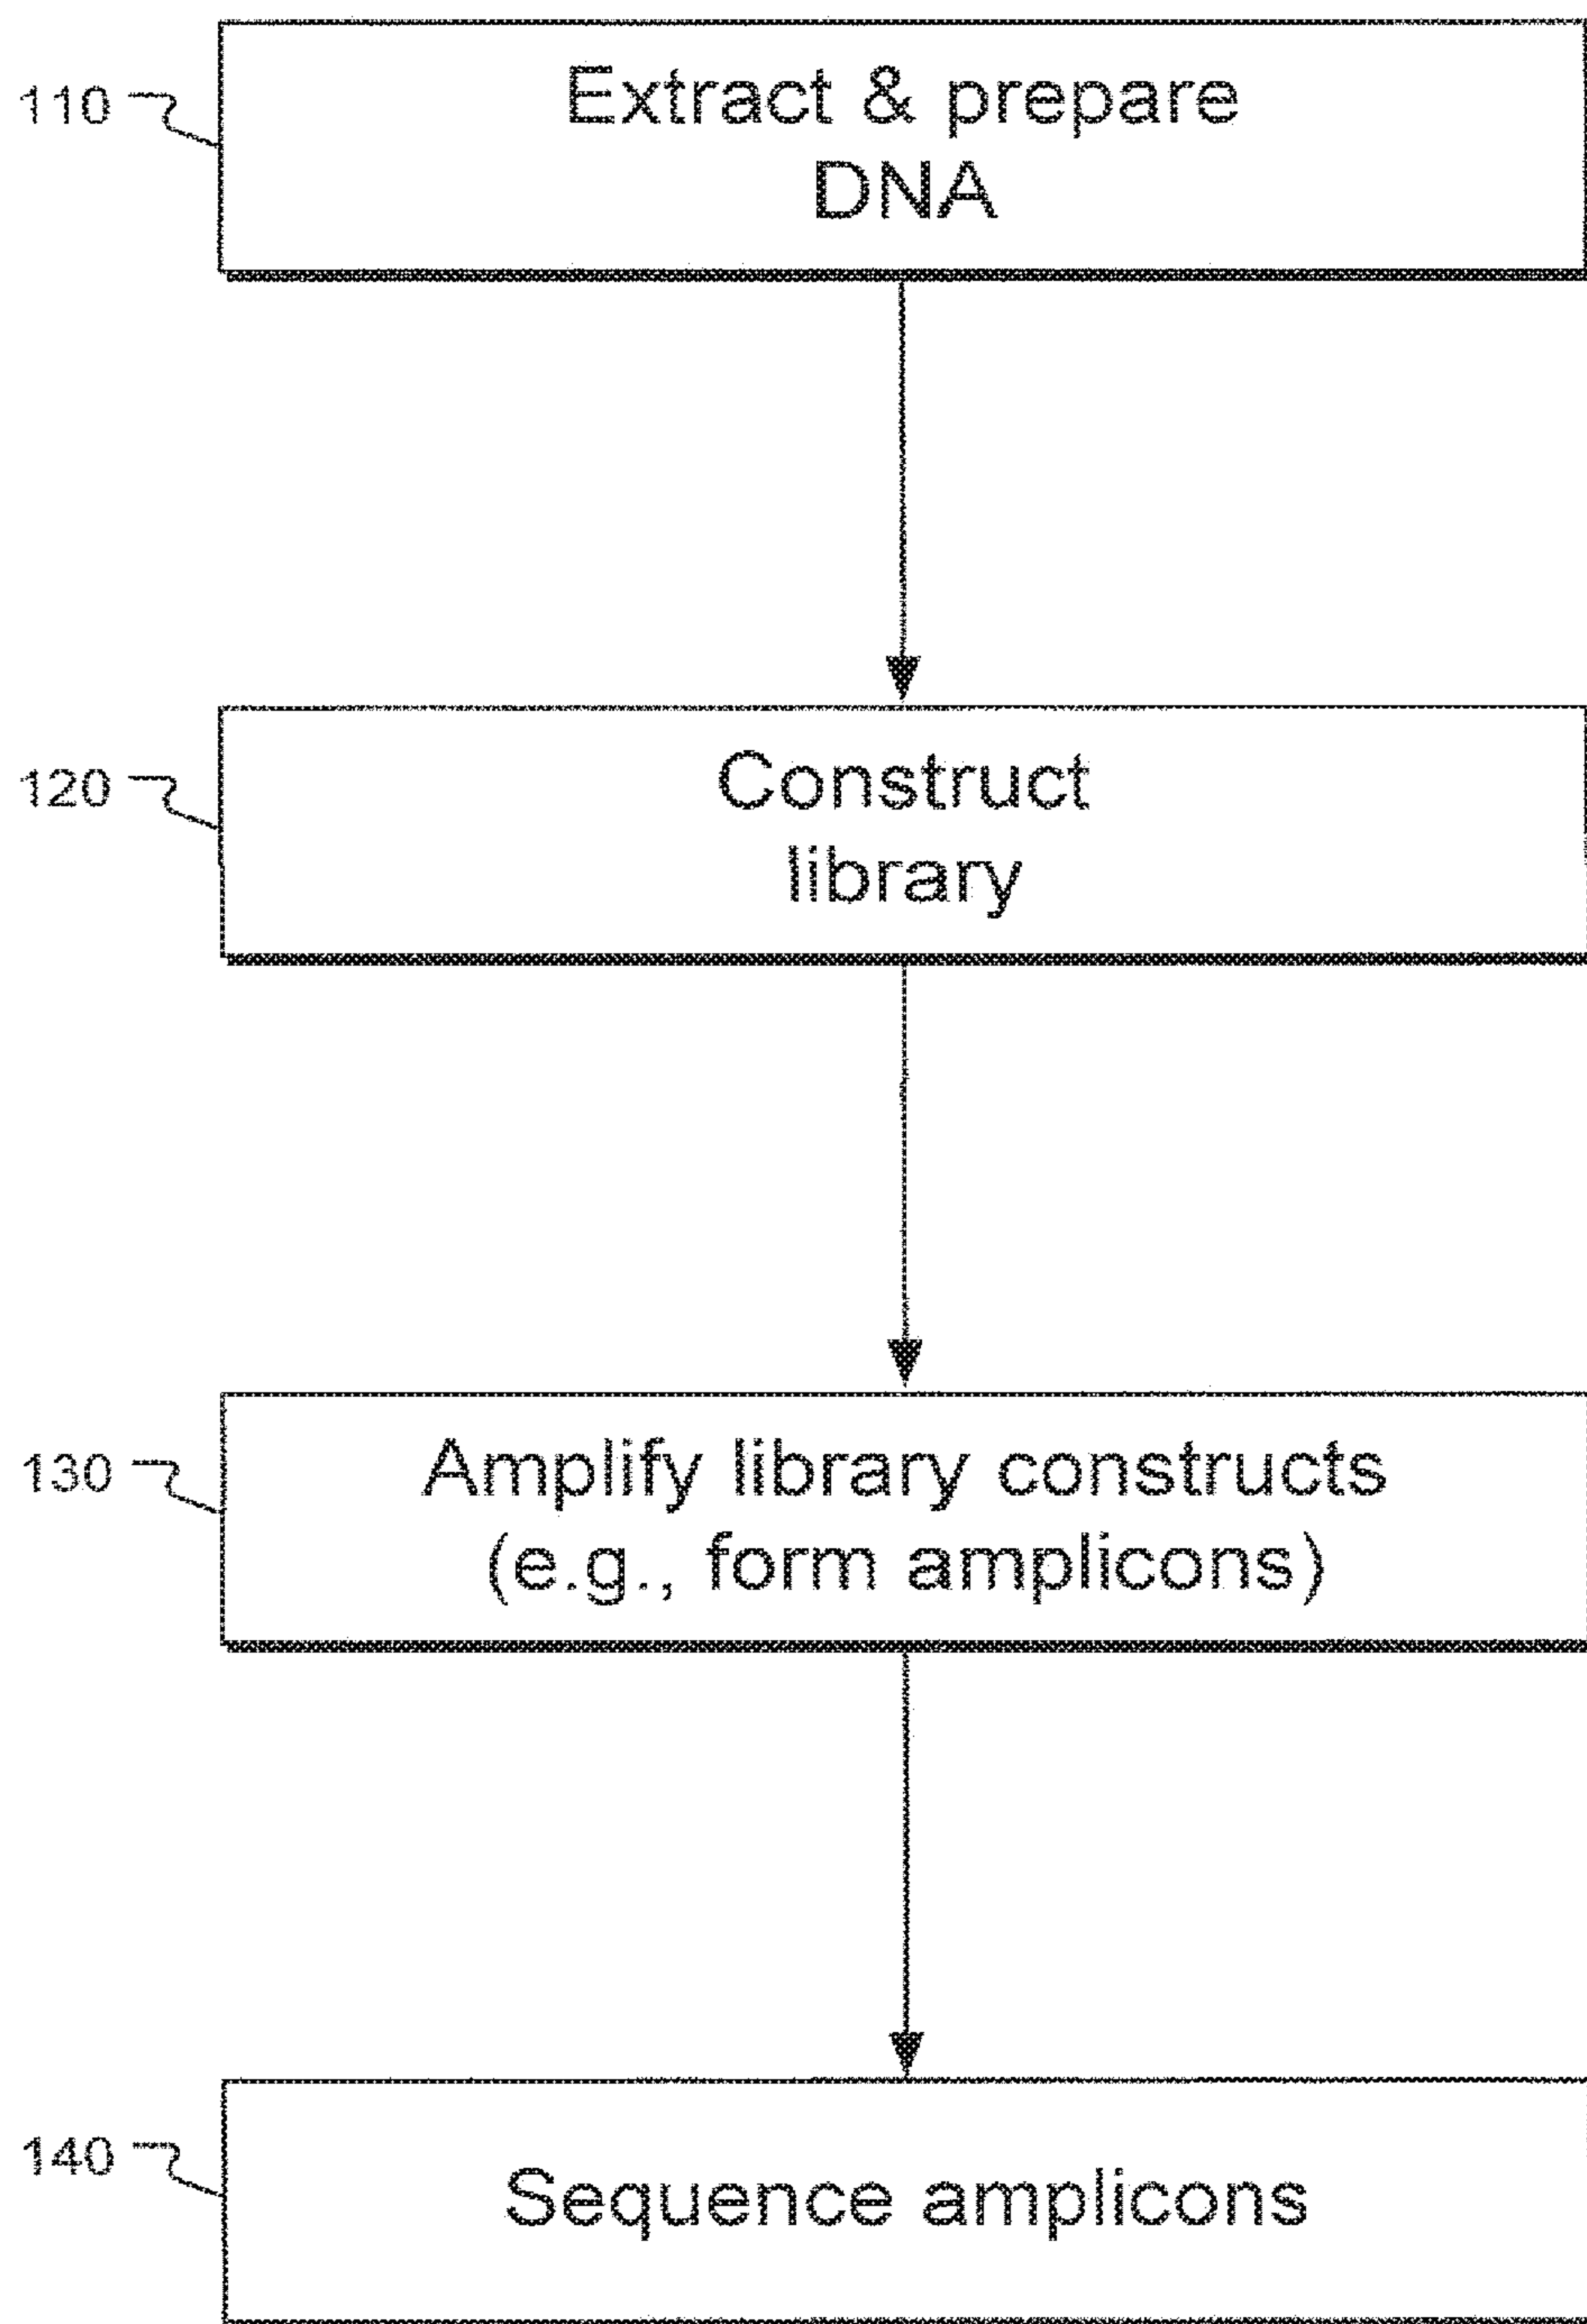 110
Extract & prepare
DNA
120
Construct
library
130
Amplify library constructs
(e.g., form amplicons)
140
Sequence amplicons